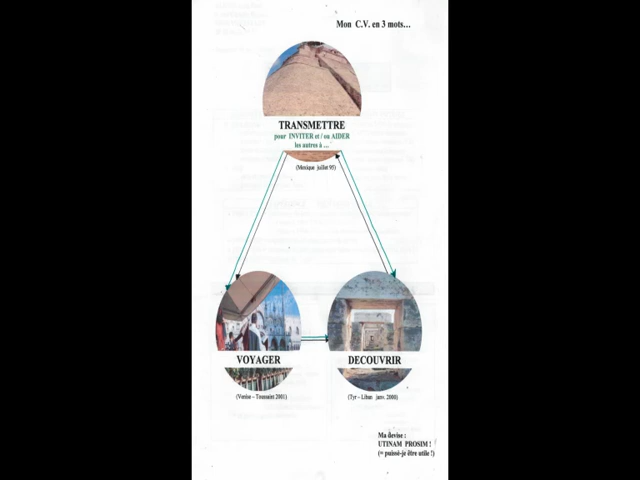 Mon C.V. en 3 mots...
TRANSMETTRE
pour INVITER et / ou AIDER
les autres à ...
(Mexique juillet 95)
VOYAGER
DECOUVRIR
(Venise – Toussaint 2001)
(Tyr – Liban janv. 2000)
Ma devise :
UTINAM PROSIM !
(= puissé-je être utile !)